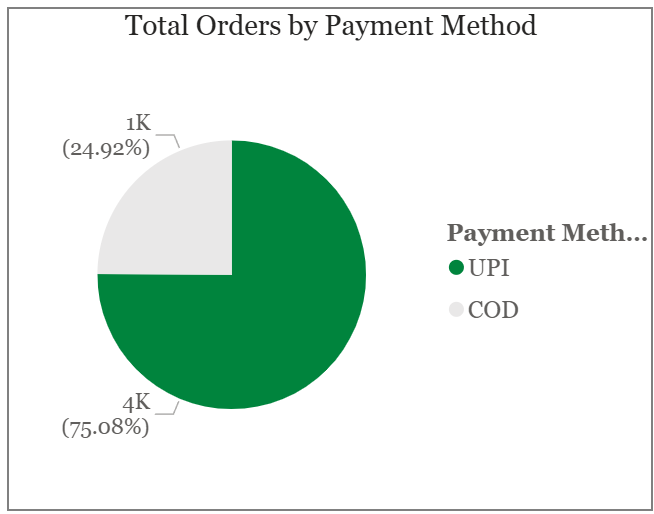 Total Orders by Payment Method
1K
(24.92%)
Payment Meth...
UPI
COD
4K
(75.08%)